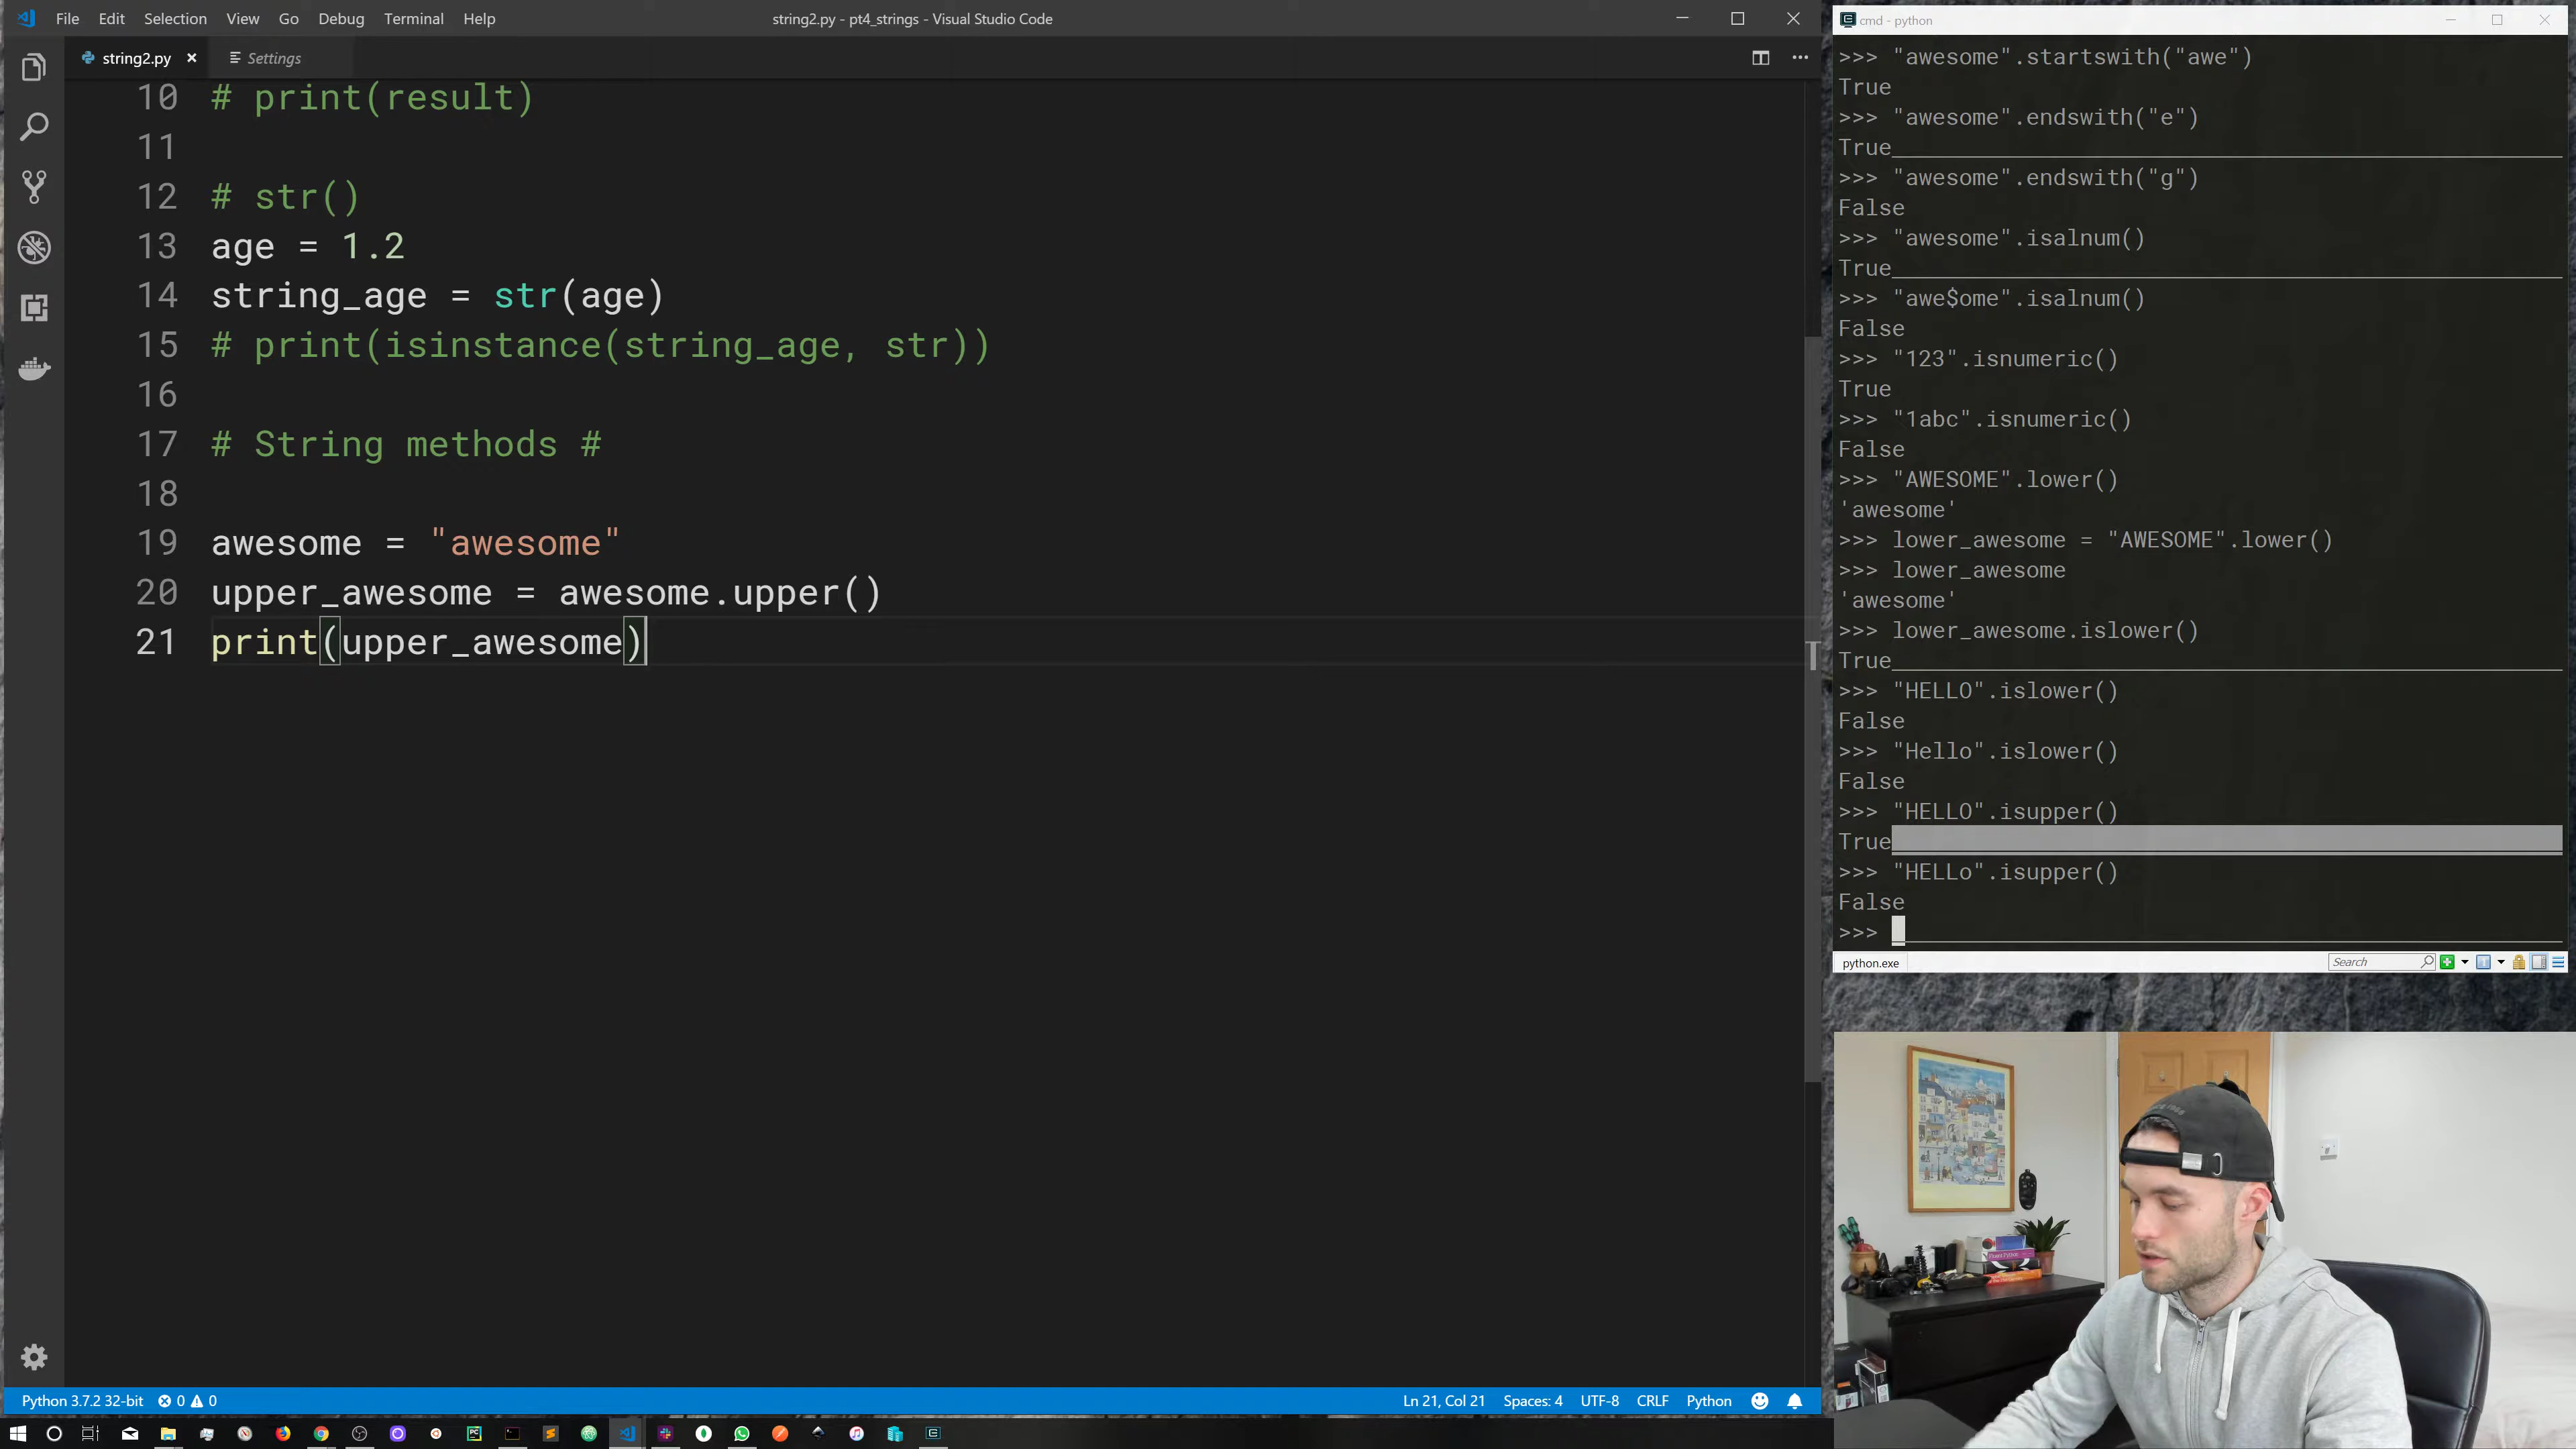 File Edit Selection View Go Debug Terminal Help
string2.py - pt4_strings - Visual Studio Code
string2.py
Settings
10 # print(result)
11
12 # str()
13 age = 1.2
14 string_age = str(age)
15 # print(isinstance(string_age, str))
16
17 # String methods #
18
19 awesome = "awesome"
20 upper_awesome = awesome.upper()
21 print(upper_awesome)
Python 3.7.2 32-bit 0 0
Ln 21, Col 21 Spaces: 4 UTF-8 CRLF Python
cmd - python
>>> "awesome".startswith("awe")
True
>>> "awesome".endswith("e")
True
>>> "awesome".endswith("g")
False
>>> "awesome".isalnum()
True
>>> "awe$ome".isalnum()
False
>>> "123".isnumeric()
True
>>> "1abc".isnumeric()
False
>>> "AWESOME".lower()
'awesome'
>>> lower_awesome = "AWESOME".lower()
>>> lower_awesome
'awesome'
>>> lower_awesome.islower()
True
>>> "HELLO".islower()
False
>>> "Hello".islower()
False
>>> "HELLO".isupper()
True
>>> "HELLo".isupper()
False
>>>
python.exe
Search